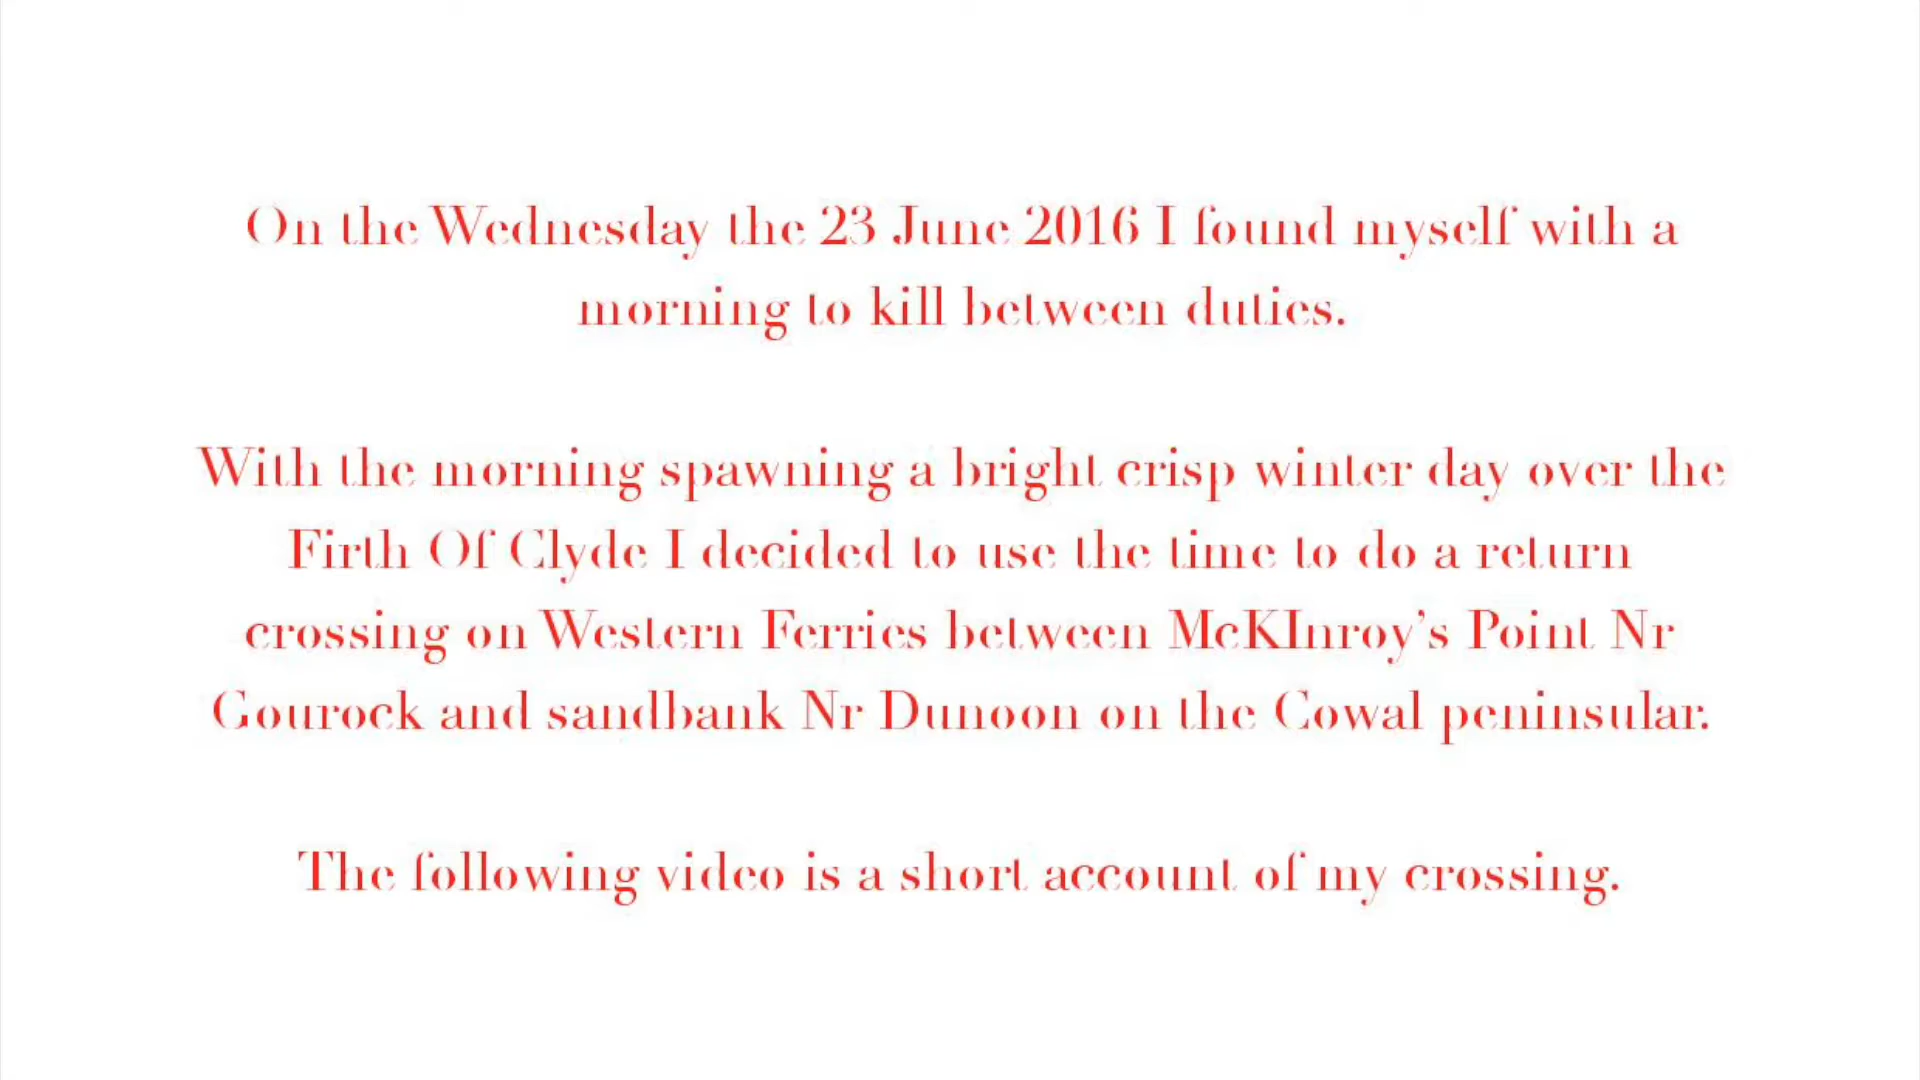 On the Wednesday the 23 June 2016 I found myself with a
morning to kill between duties.
With the morning spawning a bright crisp winter day over the
Firth Of Clyde I decided to use the time to do a return
crossing on Western Ferries between McKInroy's Point Nr
Gourock and sandbank Nr Dunoon on the Cowal peninsular.
The following video is a short account of my crossing.